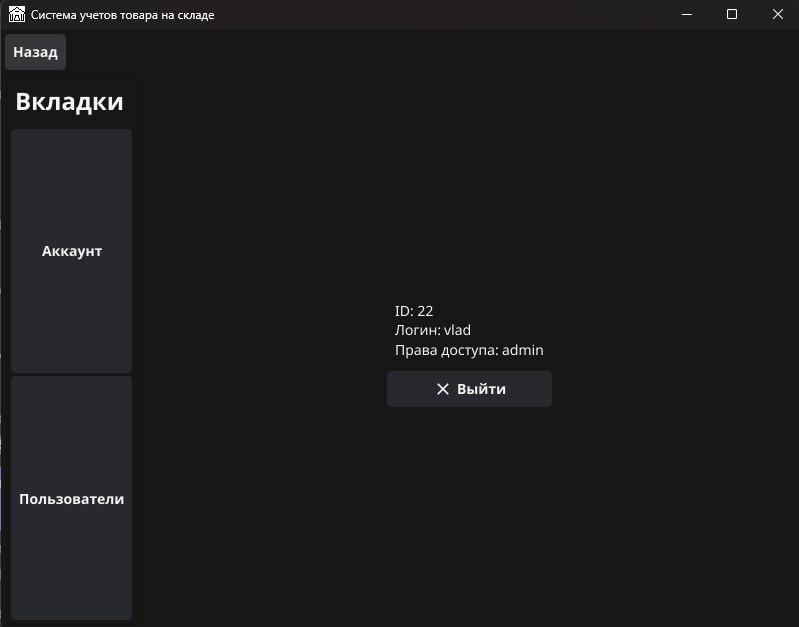 Система учетов товара на складе
Назад
Вкладки
Аккаунт
ID: 22
Логин: vlad
Права доступа: admin
Выйти
Пользователи